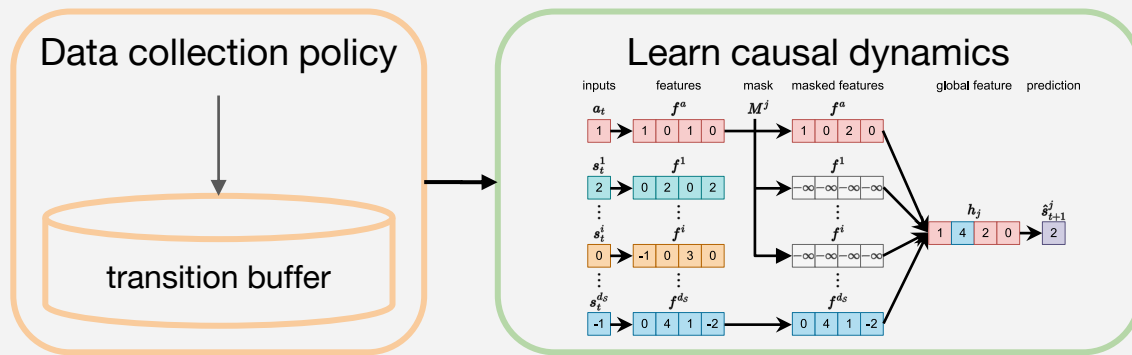 Data collection policy
transition buffer
Learn causal dynamics
inputs features mask masked features global feature prediction
a_t f^a M^j f^a
1 1 0 1 0 1 0 2 0
s_t^1 f^1 f^1
2 0 2 0 2 −∞ −∞ −∞ −∞
⋮ ⋮ ⋮
h_j ŝ_{t+1}^j
1 4 2 0 2
s_t^i f^i f^i
0 -1 0 3 0 −∞ −∞ −∞ −∞
⋮ ⋮ ⋮
s_t^{d_S} f^{d_S} f^{d_S}
-1 0 4 1 -2 0 4 1 -2